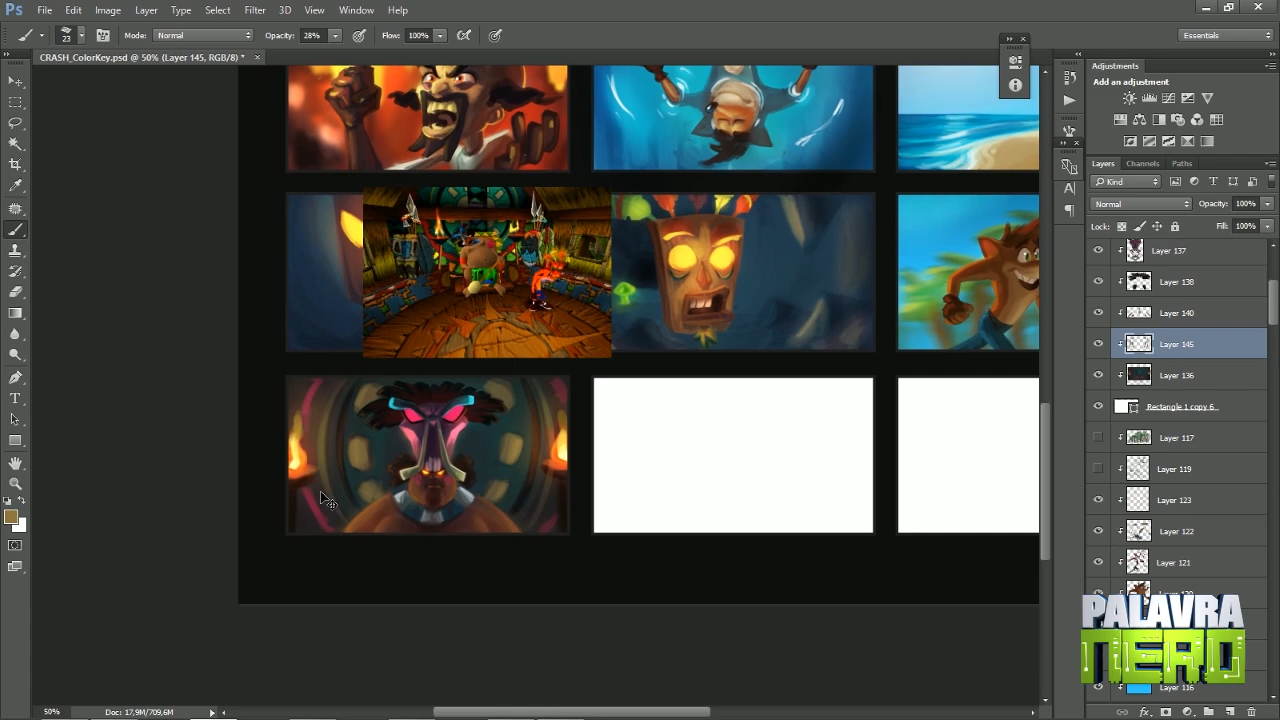 Ps File Edit Image Layer Type Select Filter 3D View Window Help
23 Mode: Normal Opacity: 28% Flow: 100% Essentials
CRASH_ColorKey.psd @ 50% (Layer 145, RGB/8) *
Adjustments
Add an adjustment
Layers Channels Paths
Kind
Normal Opacity: 100%
Lock: Fill: 100%
Layer 137
Layer 138
Layer 140
Layer 145
Layer 136
Rectangle 1 copy 6
Layer 117
Layer 119
Layer 123
Layer 122
Layer 121
PALAVRA
NERD
Layer 116
50% Doc: 17,9M/709,6M